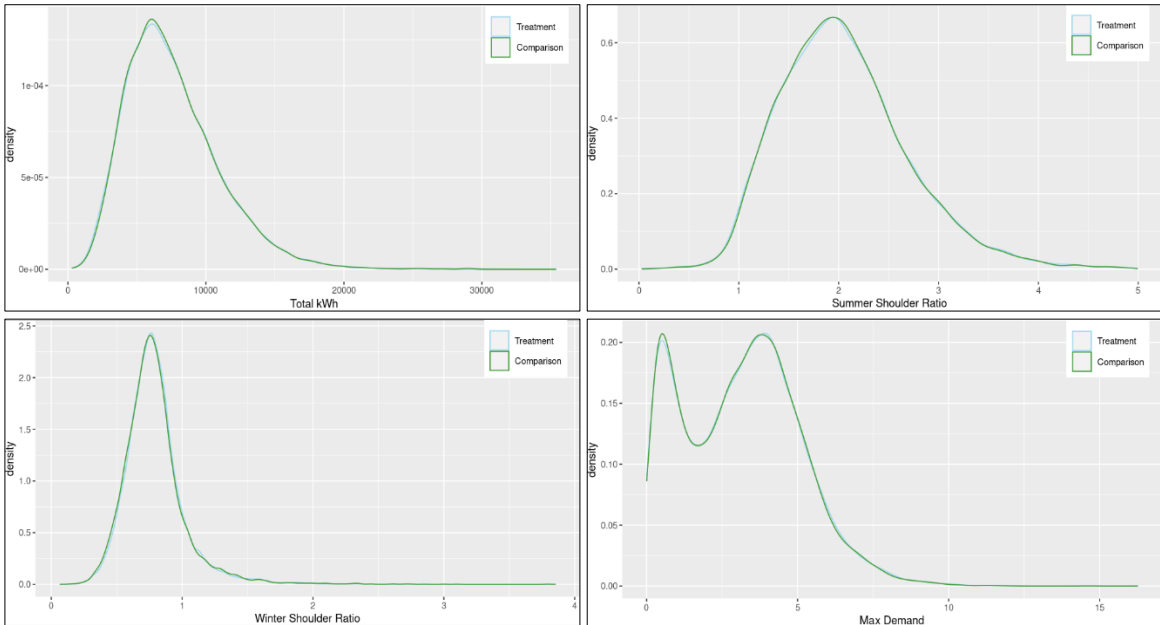 Treatment
Comparison
1e-04
5e-05
0e+00
density
0 10000 20000 30000
Total kWh
Treatment
Comparison
0.6
0.4
0.2
0.0
density
0 1 2 3 4 5
Summer Shoulder Ratio
Treatment
Comparison
2.5
2.0
1.5
1.0
0.5
0.0
density
0 1 2 3 4
Winter Shoulder Ratio
Treatment
Comparison
0.20
0.15
0.10
0.05
0.00
density
0 5 10 15
Max Demand